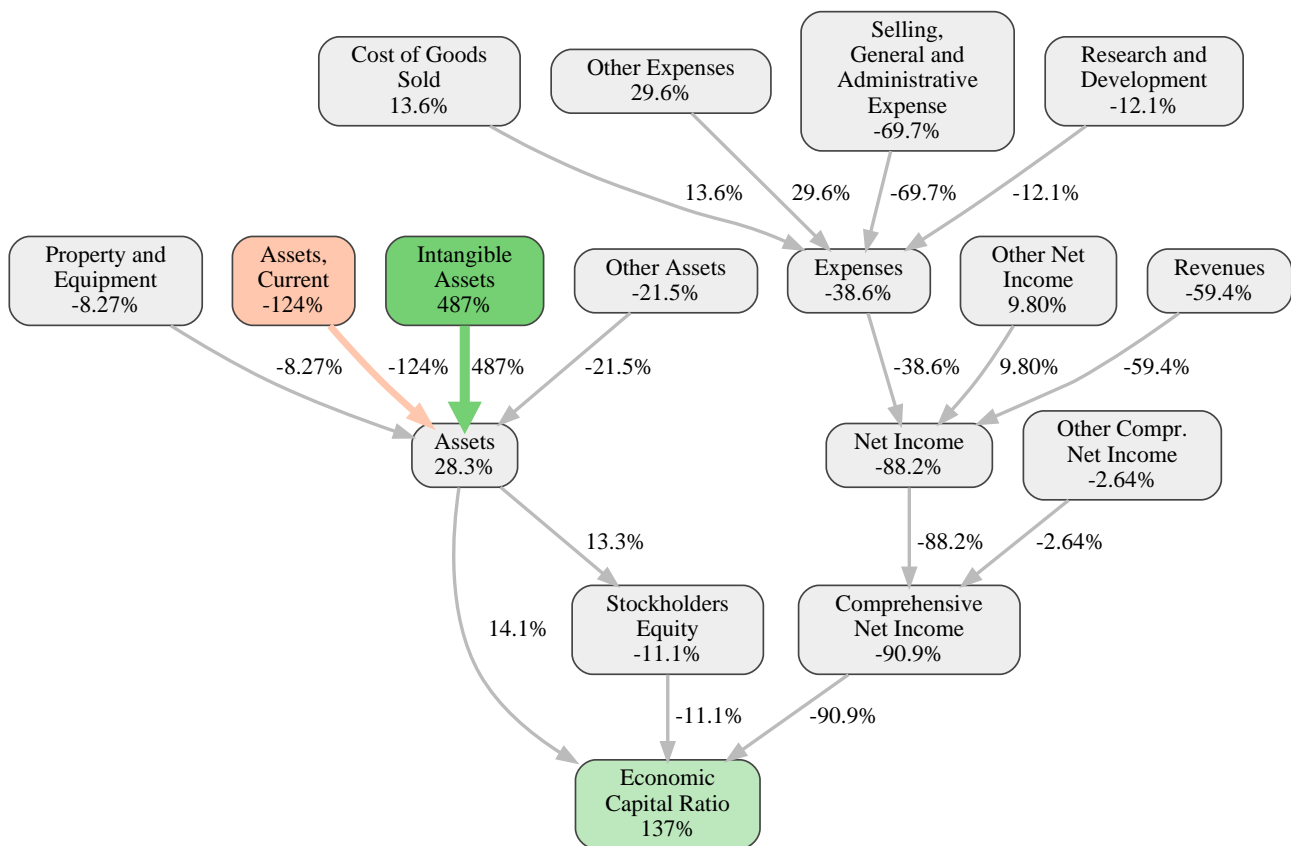 Cost of Goods
Sold
13.6%
Other Expenses
29.6%
Selling,
General and
Administrative
Expense
-69.7%
Research and
Development
-12.1%
13.6%
29.6%
-69.7%
-12.1%
Property and
Equipment
-8.27%
Assets,
Current
-124%
Intangible
Assets
487%
Other Assets
-21.5%
Expenses
-38.6%
Other Net
Income
9.80%
Revenues
-59.4%
-8.27%
-124%
487%
-21.5%
-38.6%
9.80%
-59.4%
Assets
28.3%
Net Income
-88.2%
Other Compr.
Net Income
-2.64%
13.3%
-88.2%
-2.64%
14.1%
Stockholders
Equity
-11.1%
Comprehensive
Net Income
-90.9%
-11.1%
-90.9%
Economic
Capital Ratio
137%